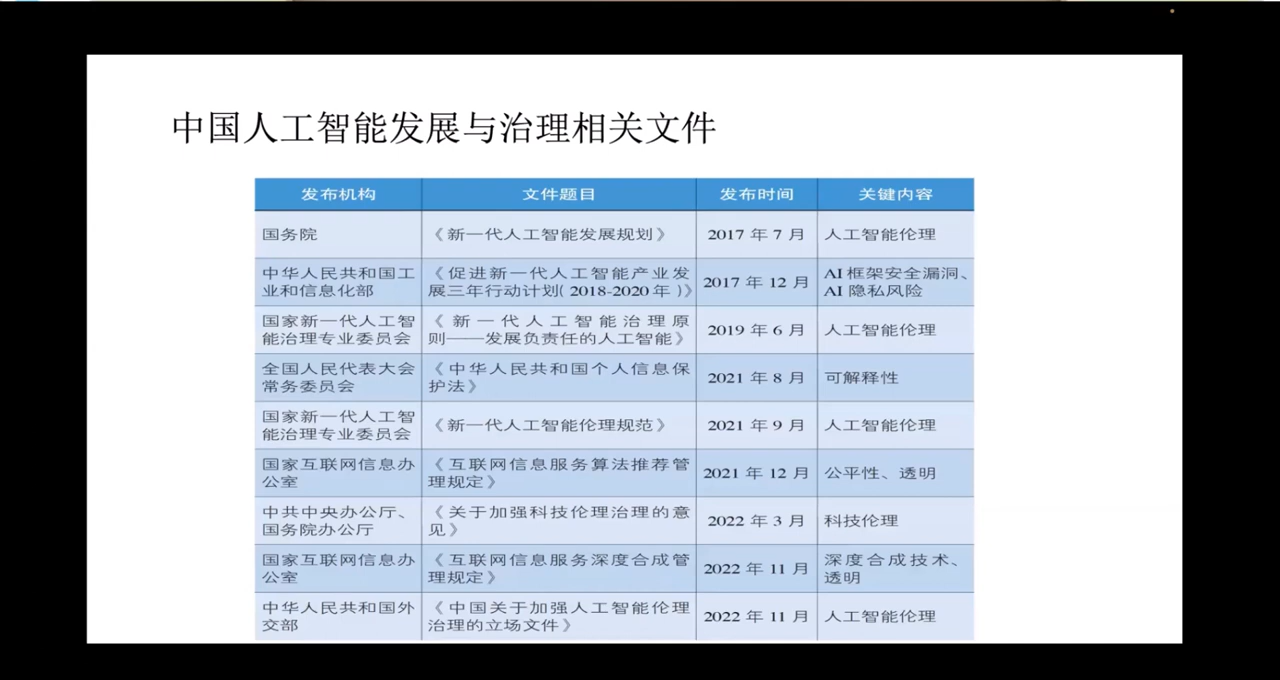 中国人工智能发展与治理相关文件
发布机构 文件题目 发布时间 关键内容
国务院 《新一代人工智能发展规划》 2017 年 7 月 人工智能伦理
中华人民共和国工 《促进新一代人工智能产业发 2017 年 12 月 AI 框架安全漏洞、
业和信息化部 展三年行动计划( 2018-2020 年 )》 AI 隐私风险
国家新一代人工智 《新一代人工智能治理原 2019 年 6 月 人工智能伦理
能治理专业委员会 则——发展负责任的人工智能》
全国人民代表大会 《中华人民共和国个人信息保 2021 年 8 月 可解释性
常务委员会 护法》
国家新一代人工智 《新一代人工智能伦理规范》 2021 年 9 月 人工智能伦理
能治理专业委员会
国家互联网信息办 《互联网信息服务算法推荐管 2021 年 12 月 公平性、透明
公室 理规定》
中共中央办公厅、 《关于加强科技伦理治理的意 2022 年 3 月 科技伦理
国务院办公厅 见》
国家互联网信息办 《互联网信息服务深度合成管 2022 年 11 月 深度合成技术、
公室 理规定》 透明
中华人民共和国外 《中国关于加强人工智能伦理 2022 年 11 月 人工智能伦理
交部 治理的立场文件》